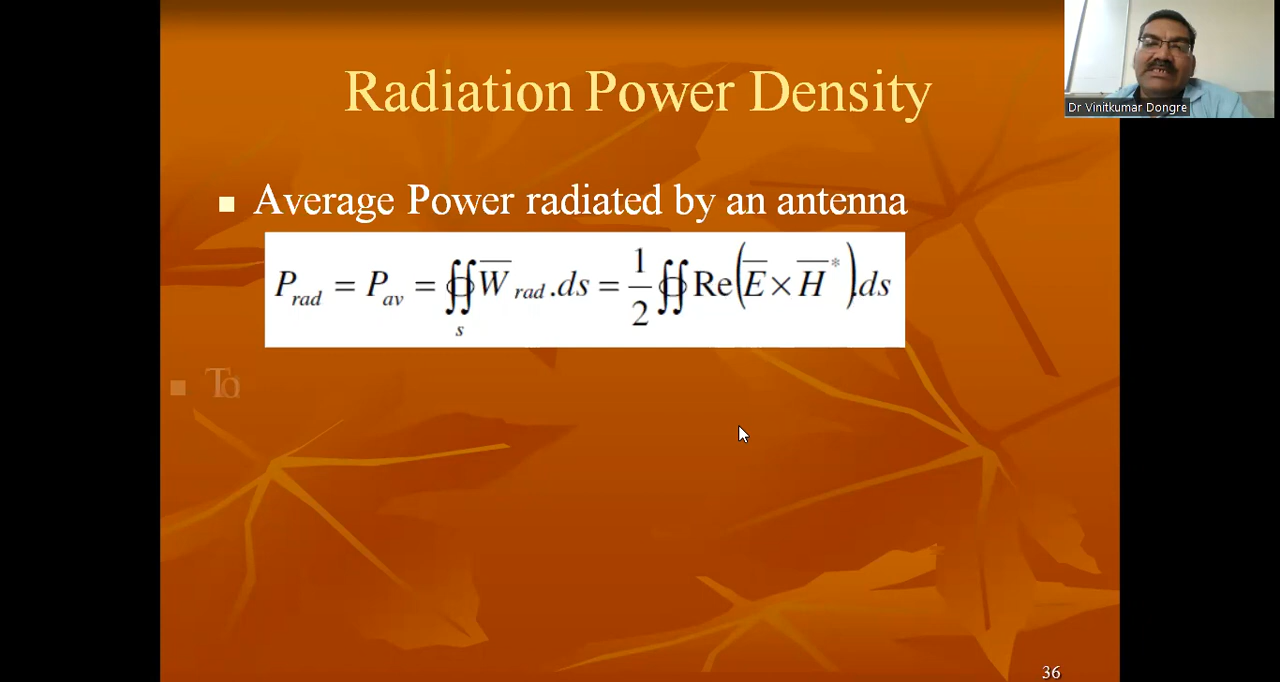 Radiation Power Density
Dr Vinitkumar Dongre
■ Average Power radiated by an antenna
P_rad = P_av = ∯_s W̅_rad .ds = 1/2 ∯ Re(E̅ × H̅*).ds
■ To
36